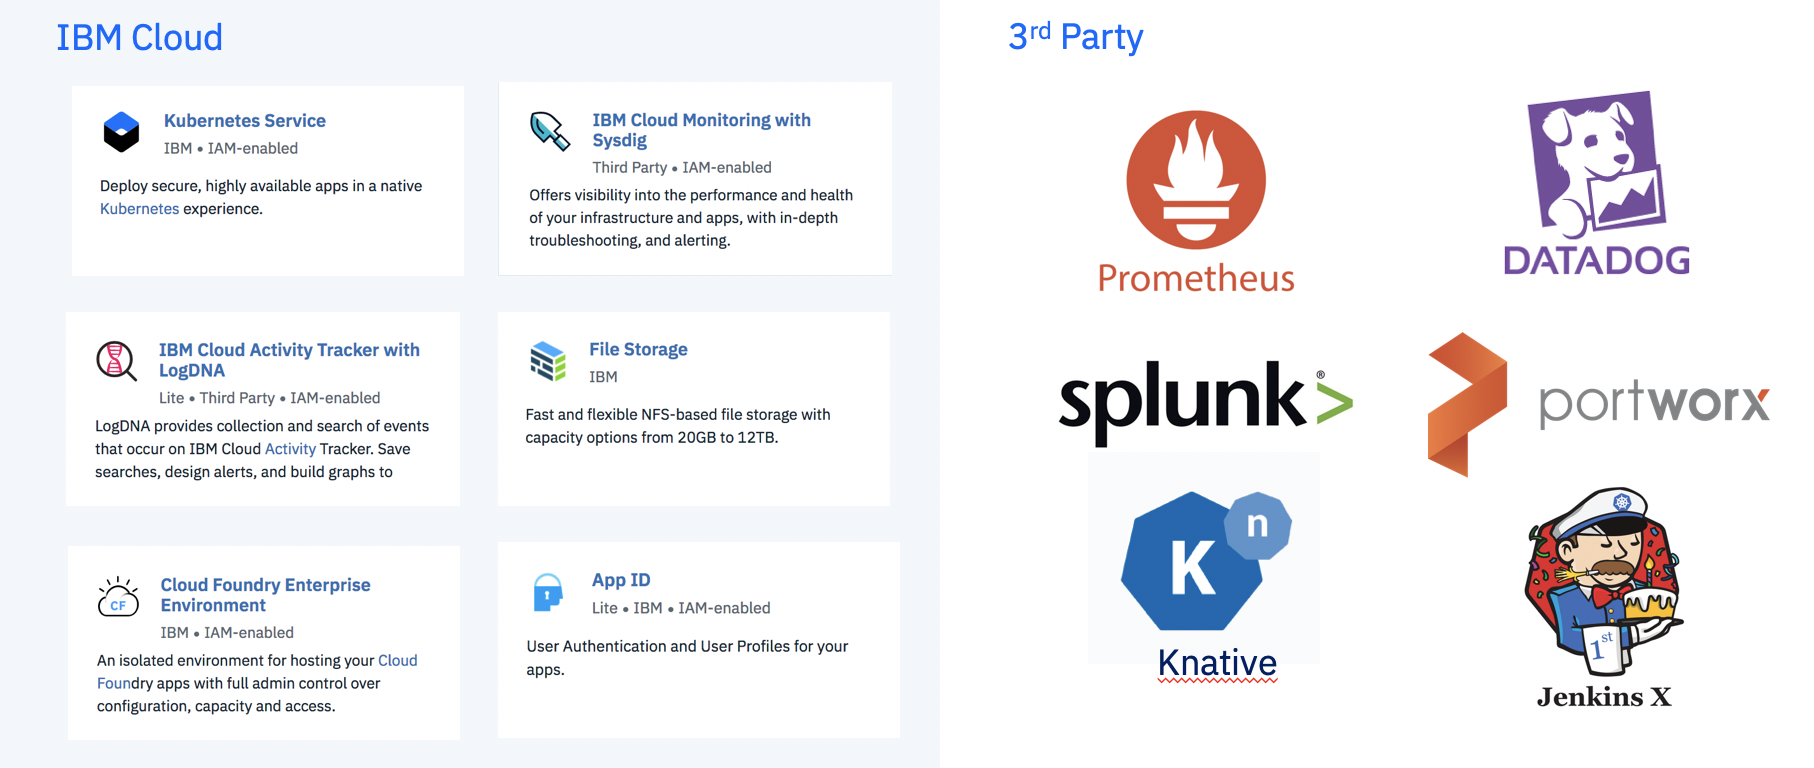 IBM Cloud
Kubernetes Service
IBM • IAM-enabled
Deploy secure, highly available apps in a native
Kubernetes experience.
IBM Cloud Monitoring with
Sysdig
Third Party • IAM-enabled
Offers visibility into the performance and health
of your infrastructure and apps, with in-depth
troubleshooting, and alerting.
IBM Cloud Activity Tracker with
LogDNA
Lite • Third Party • IAM-enabled
LogDNA provides collection and search of events
that occur on IBM Cloud Activity Tracker. Save
searches, design alerts, and build graphs to
File Storage
IBM
Fast and flexible NFS-based file storage with
capacity options from 20GB to 12TB.
CF
Cloud Foundry Enterprise
Environment
IBM • IAM-enabled
An isolated environment for hosting your Cloud
Foundry apps with full admin control over
configuration, capacity and access.
App ID
Lite • IBM • IAM-enabled
User Authentication and User Profiles for your
apps.
3rd Party
Prometheus
DATADOG
splunk>®
portworx
K n
Knative
1st
Jenkins X